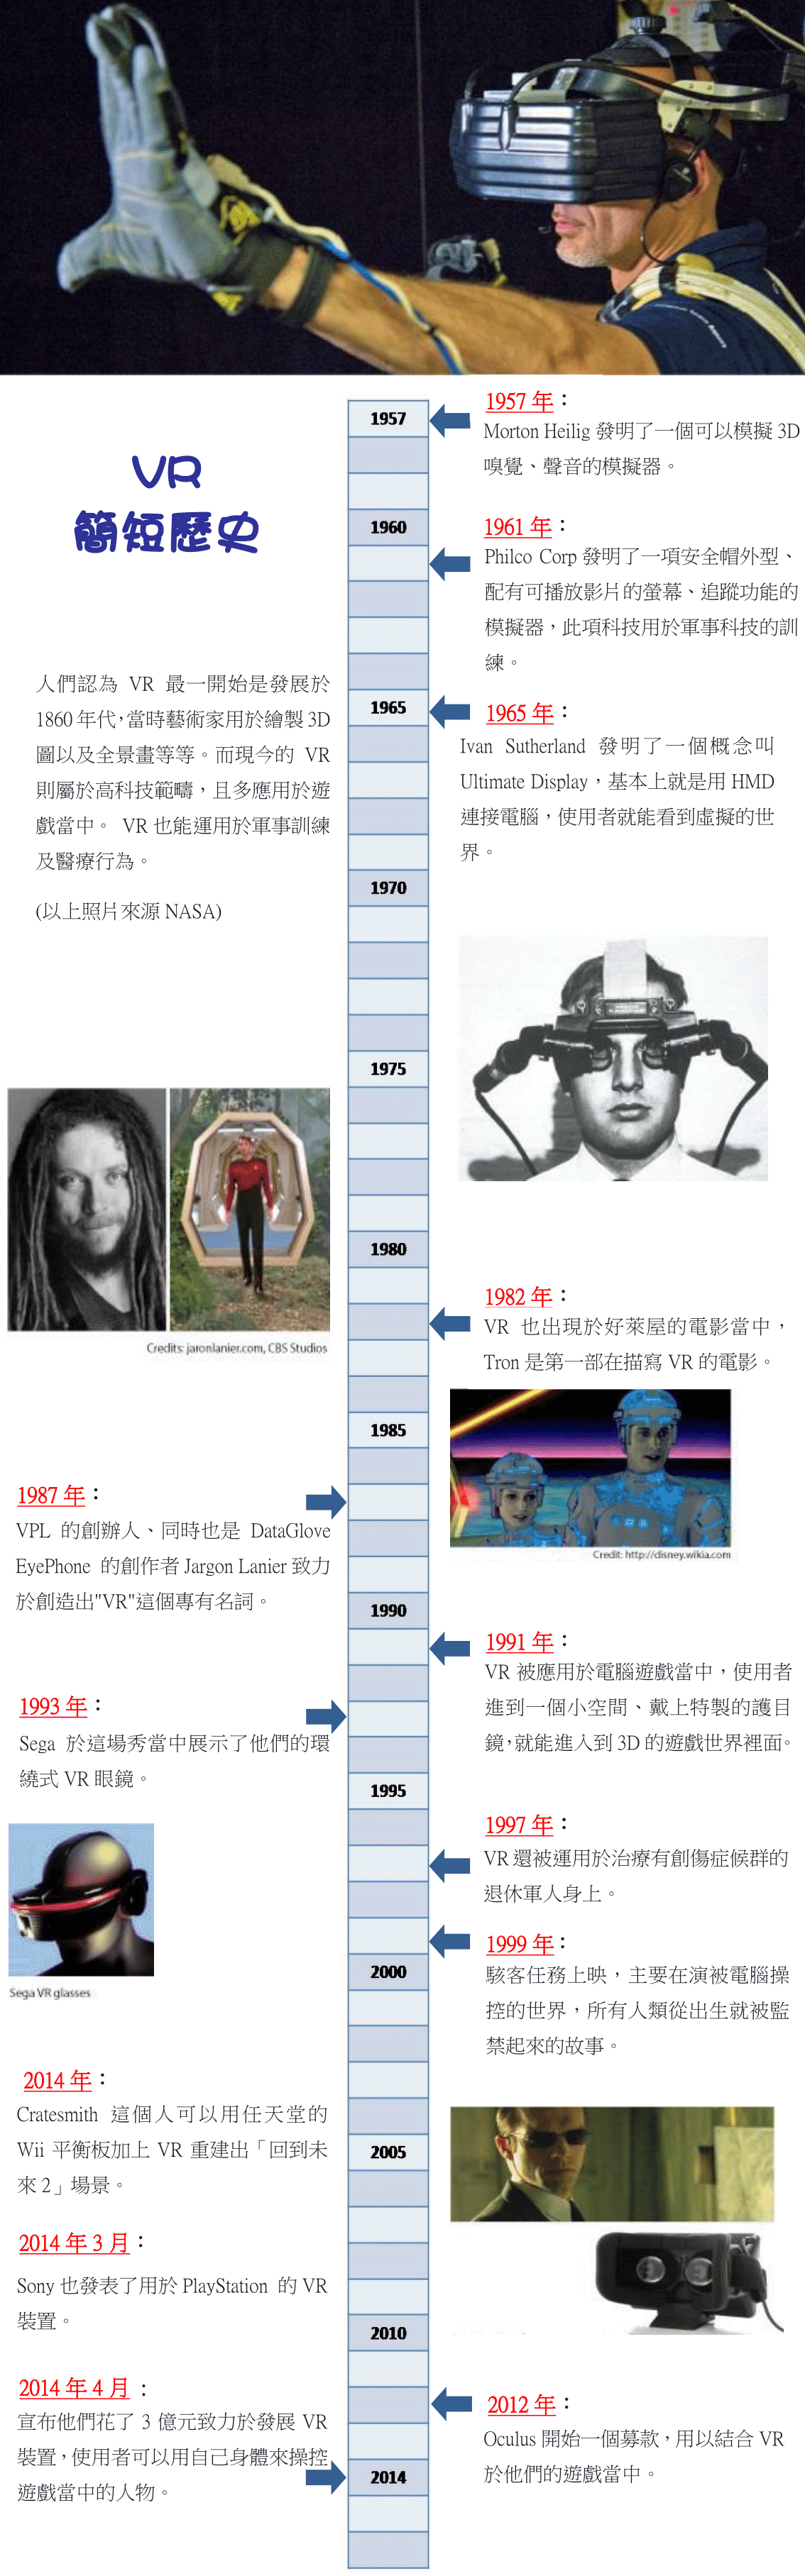 VR
簡短歷史
人們認為 VR 最一開始是發展於
1860 年代，當時藝術家用於繪製 3D
圖以及全景畫等等。而現今的 VR
則屬於高科技範疇，且多應用於遊
戲當中。 VR 也能運用於軍事訓練
及醫療行為。
(以上照片來源 NASA)
1957
1960
1965
1970
1975
1980
1985
1990
1995
2000
2005
2010
2014
1957 年：
Morton Heilig 發明了一個可以模擬 3D
嗅覺、聲音的模擬器。
1961 年：
Philco Corp 發明了一項安全帽外型、
配有可播放影片的螢幕、追蹤功能的
模擬器，此項科技用於軍事科技的訓
練。
1965 年：
Ivan Sutherland 發明了一個概念叫
Ultimate Display，基本上就是用 HMD
連接電腦，使用者就能看到虛擬的世
界。
Credits: jaronlanier.com, CBS Studios
1982 年：
VR 也出現於好萊屋的電影當中，
Tron 是第一部在描寫 VR 的電影。
Credit: http://disney.wikia.com
1987 年：
VPL 的創辦人、同時也是 DataGlove
EyePhone 的創作者 Jargon Lanier 致力
於創造出"VR"這個專有名詞。
1991 年：
VR 被應用於電腦遊戲當中，使用者
進到一個小空間、戴上特製的護目
鏡，就能進入到 3D 的遊戲世界裡面。
1993 年：
Sega 於這場秀當中展示了他們的環
繞式 VR 眼鏡。
Sega VR glasses
1997 年：
VR 還被運用於治療有創傷症候群的
退休軍人身上。
1999 年：
駭客任務上映，主要在演被電腦操
控的世界，所有人類從出生就被監
禁起來的故事。
2014 年：
Cratesmith 這個人可以用任天堂的
Wii 平衡板加上 VR 重建出「回到未
來 2」場景。
2014 年 3 月：
Sony 也發表了用於 PlayStation 的 VR
裝置。
2014 年 4 月：
宣布他們花了 3 億元致力於發展 VR
裝置，使用者可以用自己身體來操控
遊戲當中的人物。
2012 年：
Oculus 開始一個募款，用以結合 VR
於他們的遊戲當中。